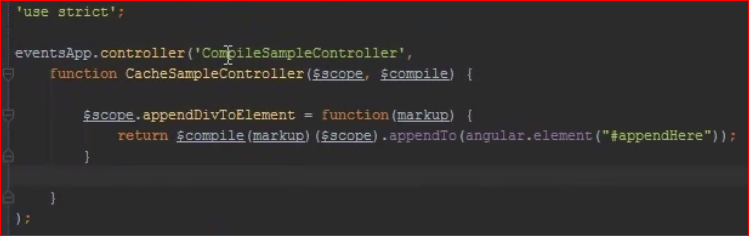 'use strict';
eventsApp.controller('CompileSampleController',
function CacheSampleController($scope, $compile) {
$scope.appendDivToElement = function(markup) {
return $compile(markup)($scope).appendTo(angular.element("#appendHere"));
}
}
);